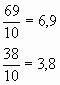 69/10 = 6,9
38/10 = 3,8